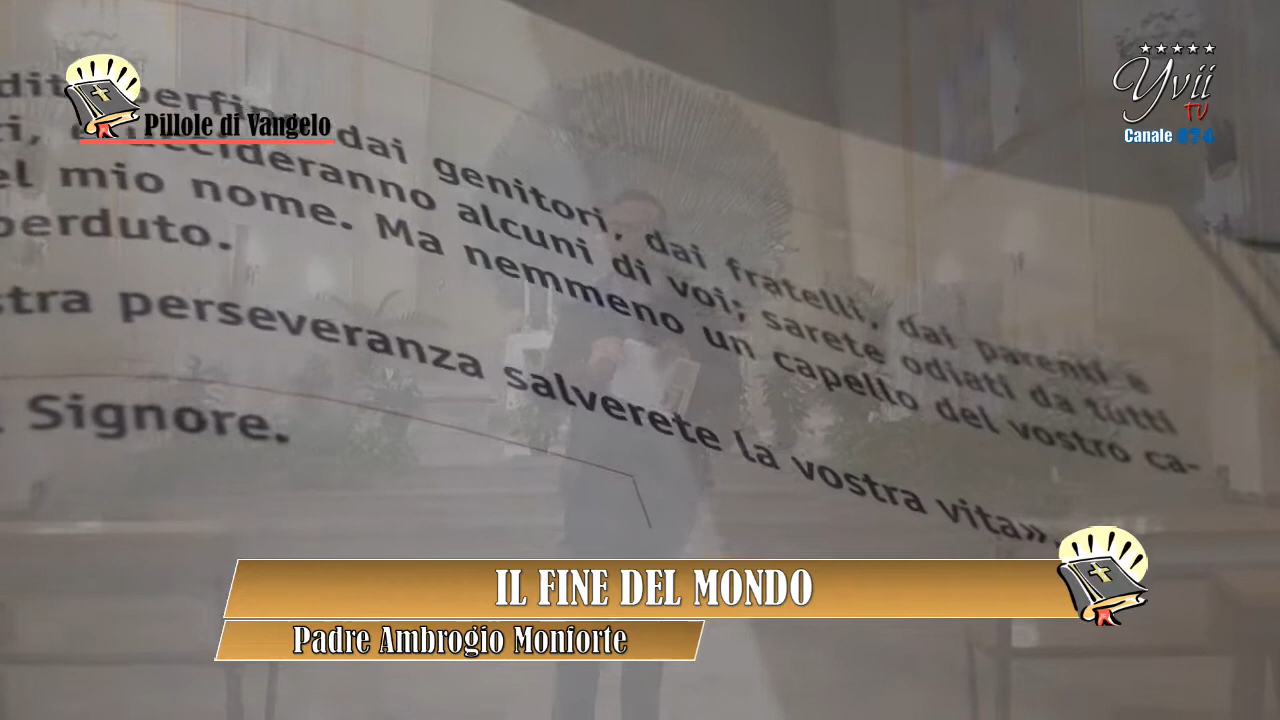 Pillole di Vangelo
yvii
TV
Canale 874
dai genitori, dai fratelli, dai parenti e
uccideranno alcuni di voi; sarete odiati da tutti
el mio nome. Ma nemmeno un capello del vostro ca-
perduto.
stra perseveranza salverete la vostra vita».
Signore.
IL FINE DEL MONDO
Padre Ambrogio Monforte